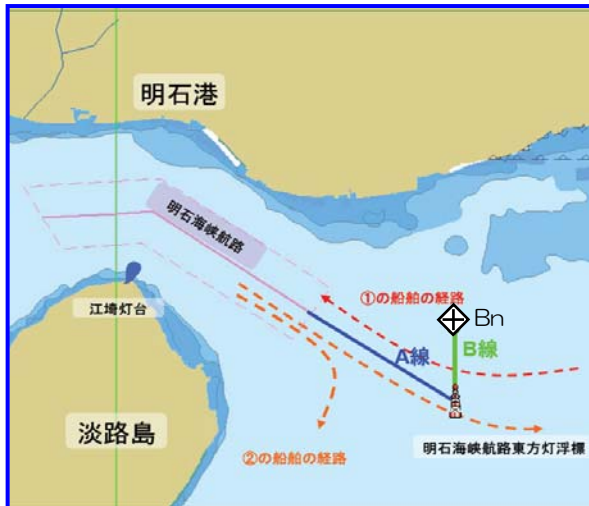 明石港
明石海峡航路
①の船舶の経路
江埼灯台
Bn
A線
B線
淡路島
明石海峡航路東方灯浮標
②の船舶の経路